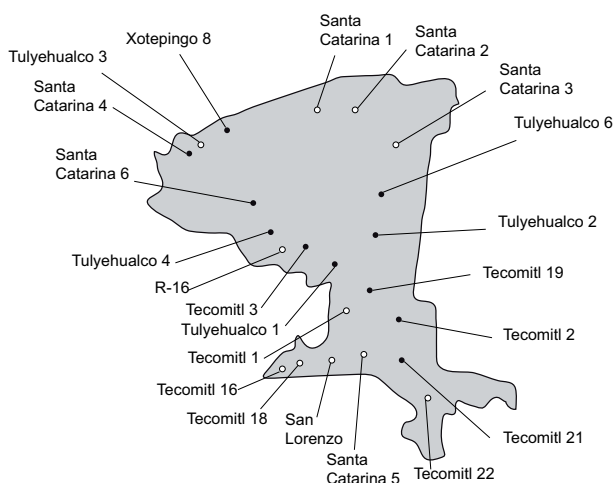 Santa
Catarina 1
Santa
Catarina 2
Xotepingo 8
Tulyehualco 3
Santa
Catarina 3
Santa
Catarina 4
Tulyehualco 6
Santa
Catarina 6
Tulyehualco 2
Tulyehualco 4
Tecomitl 19
R-16
Tecomitl 3
Tulyehualco 1
Tecomitl 2
Tecomitl 1
Tecomitl 16
Tecomitl 18
San
Lorenzo
Tecomitl 21
Santa
Catarina 5
Tecomitl 22